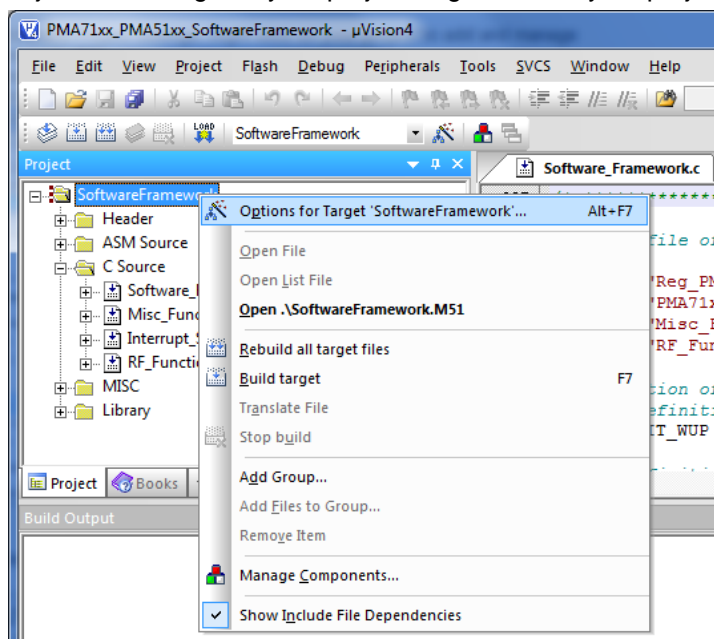 PMA71xx_PMA51xx_SoftwareFramework - µVision4
File Edit View Project Flash Debug Peripherals Tools SVCS Window Help
LOAD SoftwareFramework
Project
Software_Framework.c
SoftwareFramework
Header
ASM Source
C Source
Software_
Misc_Func
Interrupt_
RF_Functi
MISC
Library
Options for Target 'SoftwareFramework'... Alt+F7
Open File
Open List File
Open .\SoftwareFramework.M51
Rebuild all target files
Build target F7
Translate File
Stop build
Add Group...
Add Files to Group...
Remove Item
Manage Components...
Show Include File Dependencies
file o
'Reg_PM
'PMA71x
'Misc_
'RF_Fun
tion o
efinit
IT_WUP
Project Books
Build Output